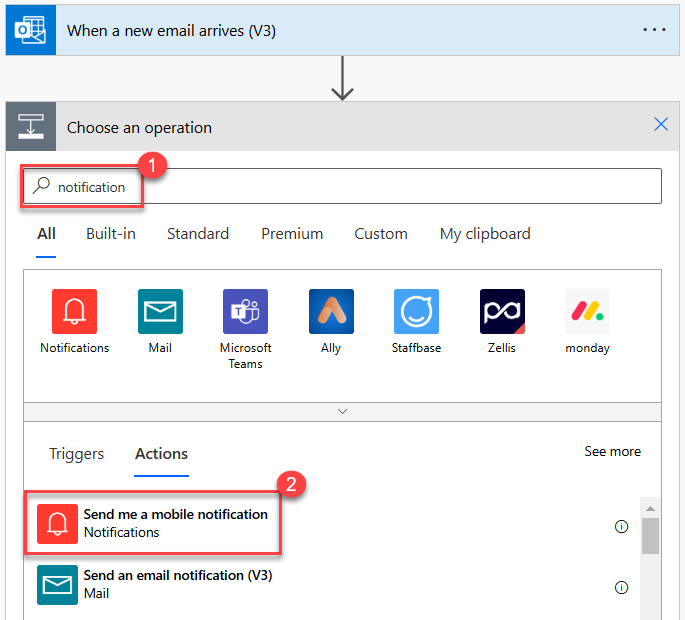 When a new email arrives (V3)
Choose an operation
1
notification
All Built-in Standard Premium Custom My clipboard
Notifications Mail Microsoft Teams Ally Staffbase Zellis monday
Triggers Actions See more
2
Send me a mobile notification
Notifications
Send an email notification (V3)
Mail